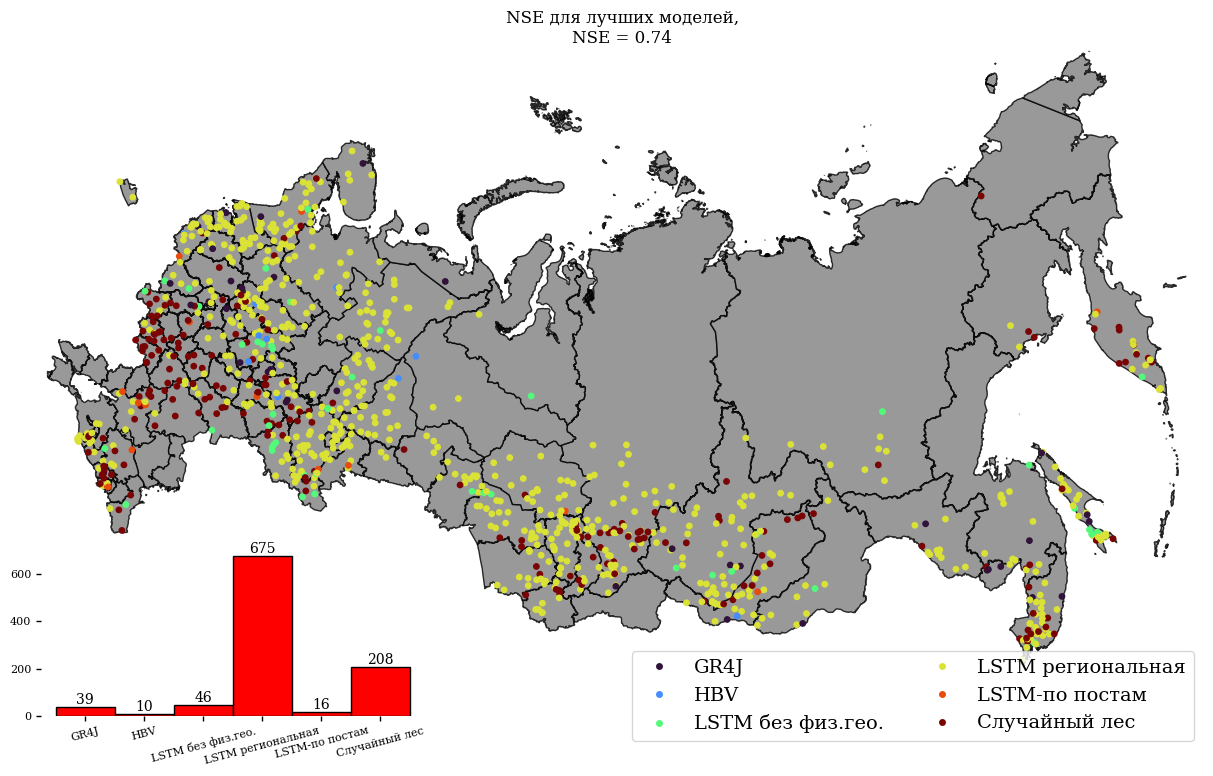 NSE для лучших моделей,
NSE = 0.74
675
600
400
208
200
39
10
46
16
0
GR4J
HBV
LSTM без физ.гео.
LSTM региональная
LSTM-по постам
Случайный лес
GR4J
HBV
LSTM без физ.гео.
LSTM региональная
LSTM-по постам
Случайный лес